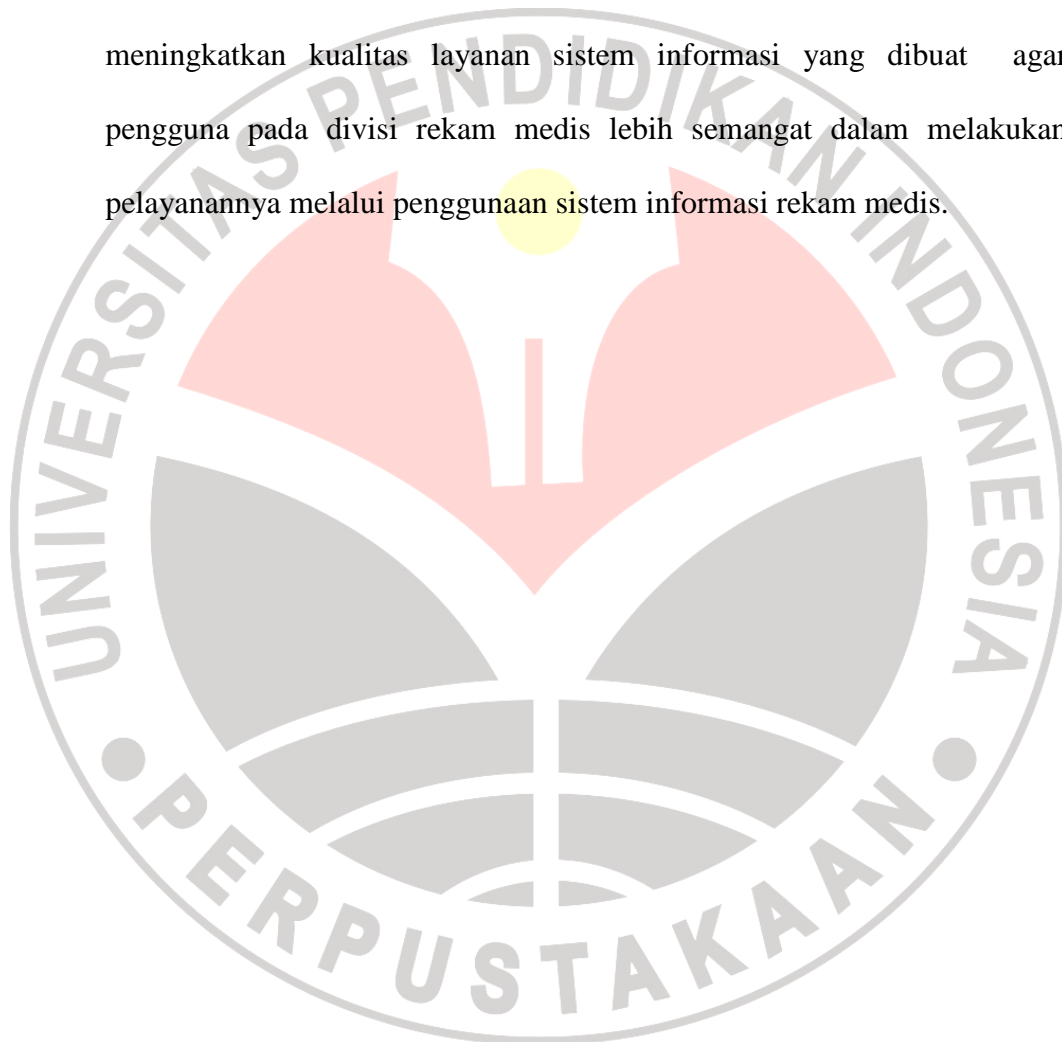 meningkatkan kualitas layanan sistem informasi yang dibuat agar
pengguna pada divisi rekam medis lebih semangat dalam melakukan
pelayanannya melalui penggunaan sistem informasi rekam medis.
UNIVERSITAS PENDIDIKAN INDONESIA
PERPUSTAKAAN